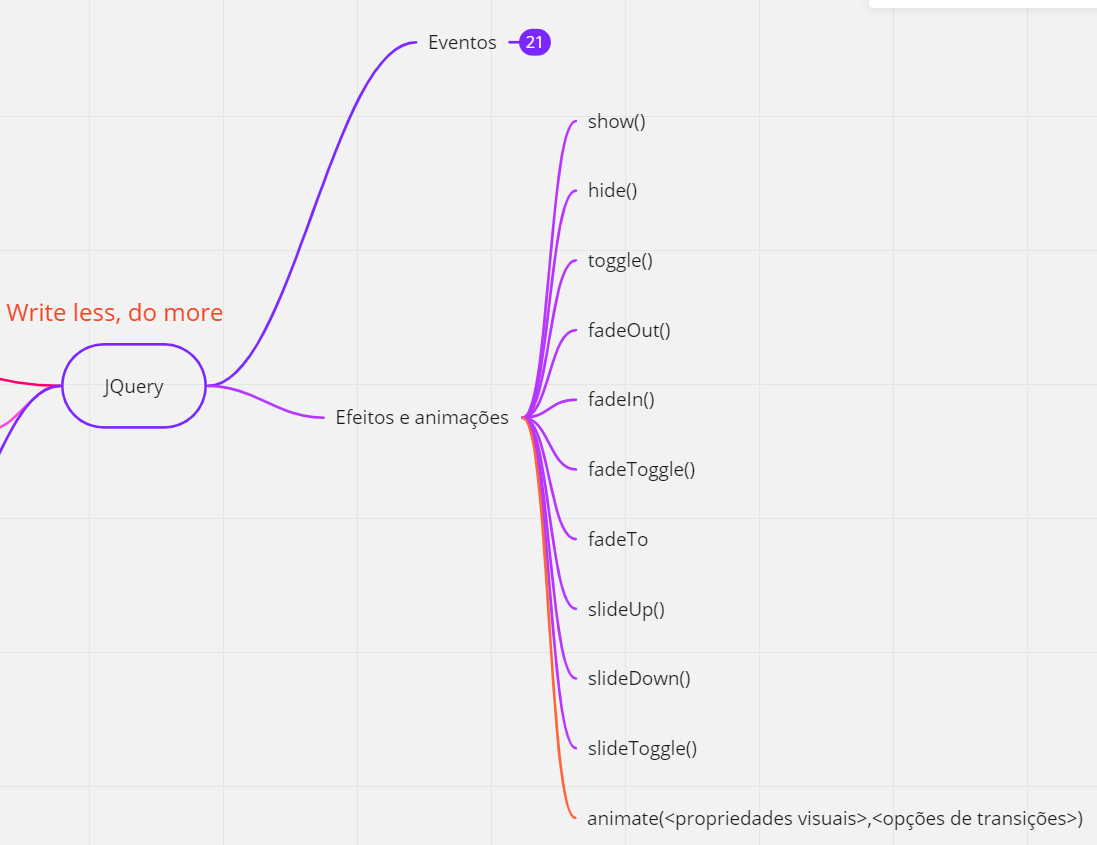 Eventos 21
show()
hide()
toggle()
Write less, do more
fadeOut()
JQuery
fadeIn()
Efeitos e animações
fadeToggle()
fadeTo
slideUp()
slideDown()
slideToggle()
animate(<propriedades visuais>,<opções de transições>)